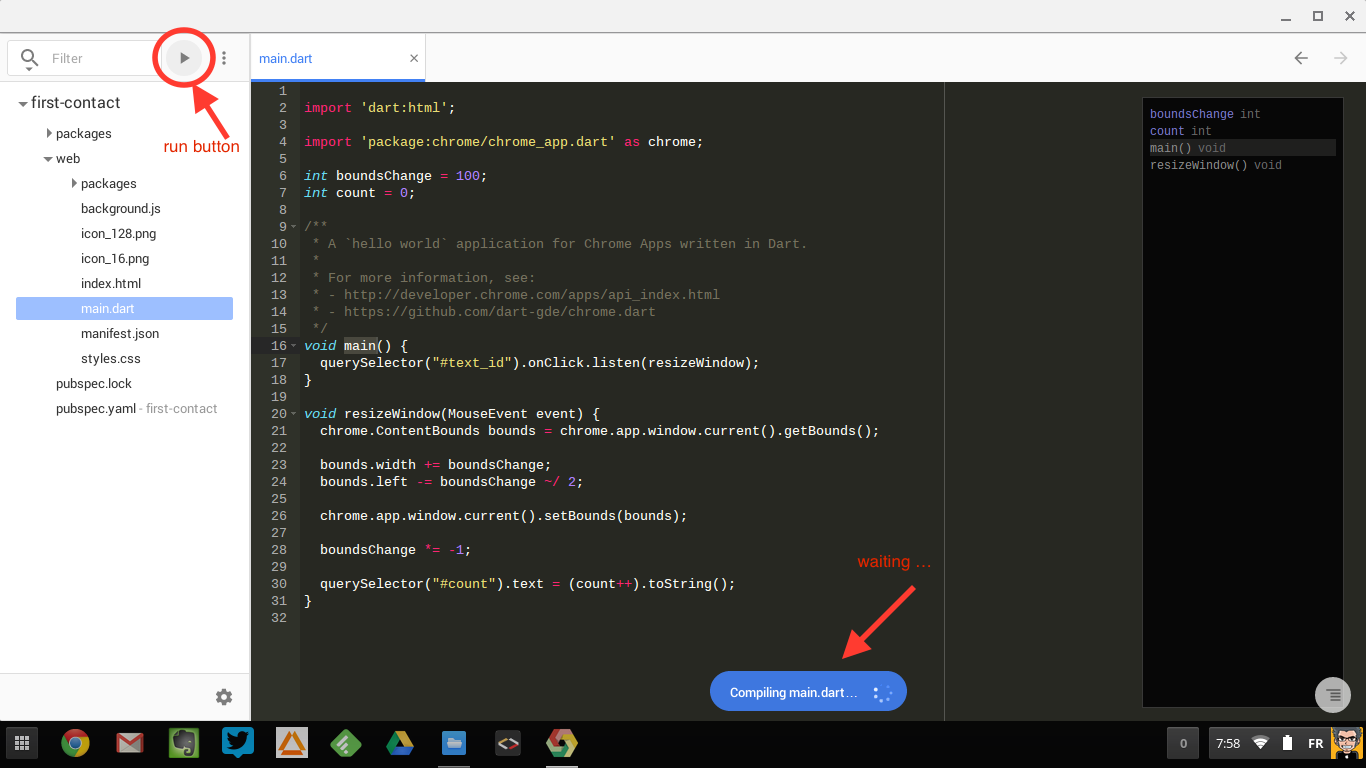 Filter
run button
first-contact
packages
web
packages
background.js
icon_128.png
icon_16.png
index.html
main.dart
manifest.json
styles.css
pubspec.lock
pubspec.yaml - first-contact
main.dart
1
2 import 'dart:html';
3
4 import 'package:chrome/chrome_app.dart' as chrome;
5
6 int boundsChange = 100;
7 int count = 0;
8
9 /**
10  * A `hello world` application for Chrome Apps written in Dart.
11  *
12  * For more information, see:
13  * - http://developer.chrome.com/apps/api_index.html
14  * - https://github.com/dart-gde/chrome.dart
15  */
16 void main() {
17   querySelector("#text_id").onClick.listen(resizeWindow);
18 }
19
20 void resizeWindow(MouseEvent event) {
21   chrome.ContentBounds bounds = chrome.app.window.current().getBounds();
22
23   bounds.width += boundsChange;
24   bounds.left -= boundsChange ~/ 2;
25
26   chrome.app.window.current().setBounds(bounds);
27
28   boundsChange *= -1;
29
30   querySelector("#count").text = (count++).toString();
31 }
32
waiting ...
Compiling main.dart...
boundsChange int
count int
main() void
resizeWindow() void
0
7:58
FR